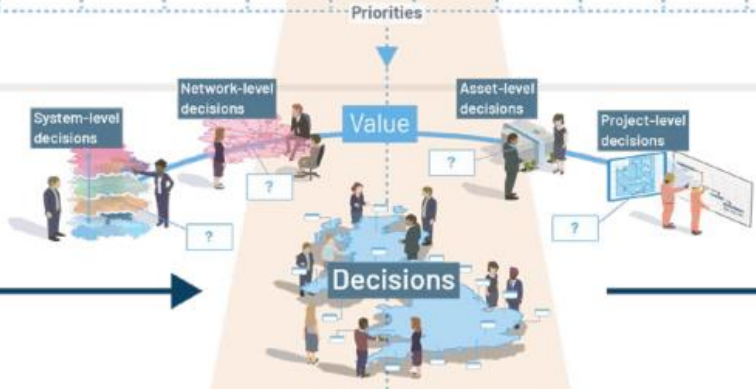 Priorities
System-level
decisions
Network-level
decisions
Value
Asset-level
decisions
Project-level
decisions
?
?
?
?
Decisions